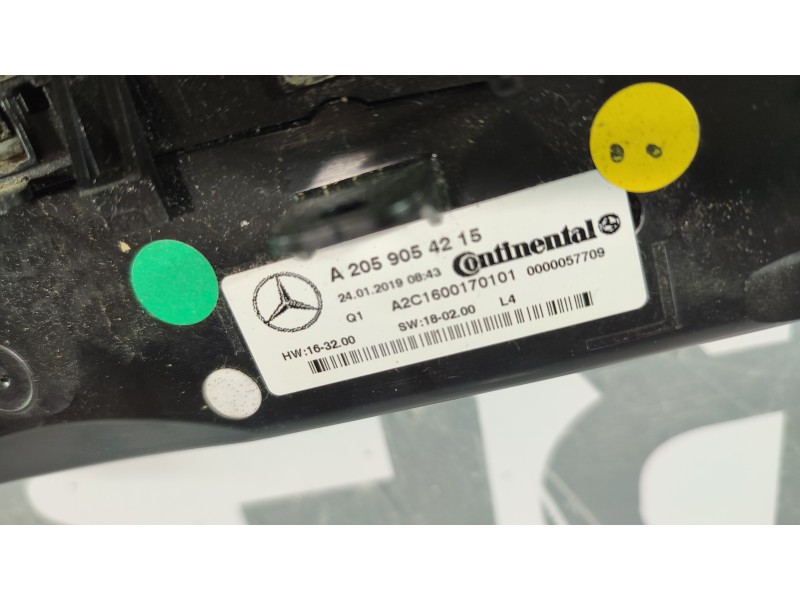 A 205 905 42 15
24.01.2019 08:43
Continental
Q1 A2C1600170101 0000057709
HW:16-32.00 SW:18-02.00 L4